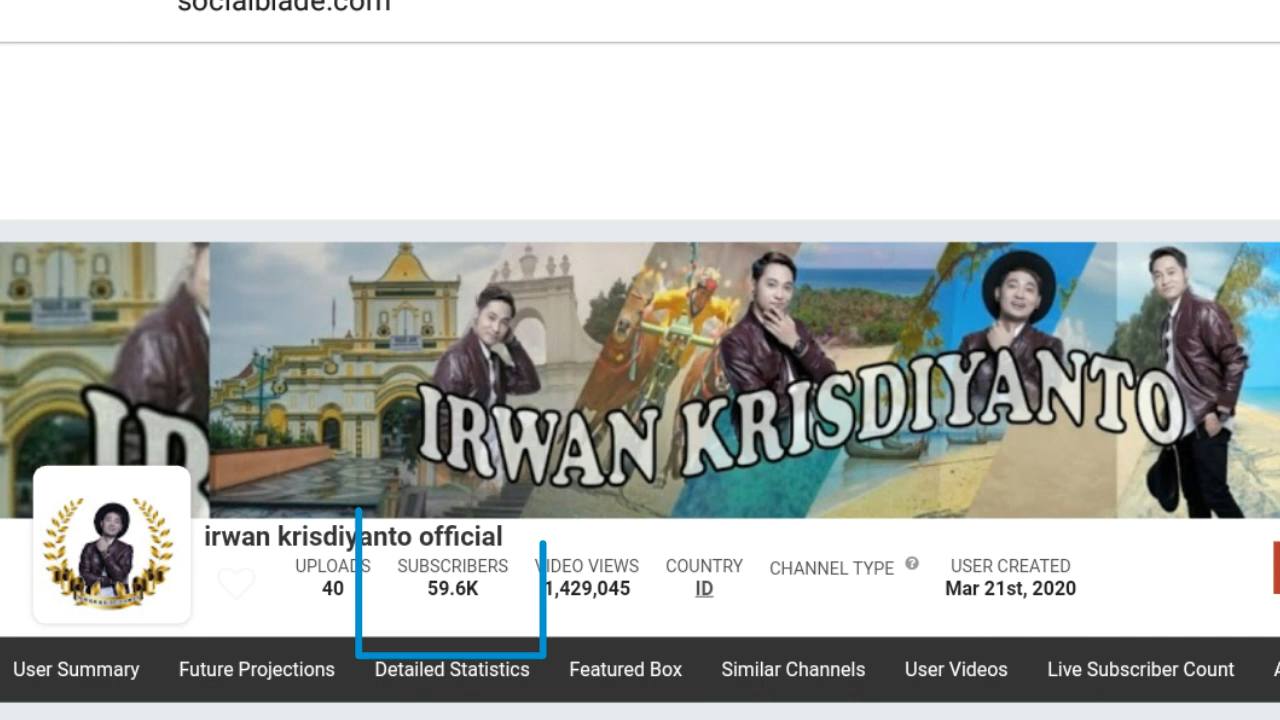 socialblade.com
IRWAN KRISDIYANTO
irwan krisdiyanto official
UPLOADS SUBSCRIBERS VIDEO VIEWS COUNTRY CHANNEL TYPE ? USER CREATED
40 59.6K 1,429,045 ID Mar 21st, 2020
User Summary Future Projections Detailed Statistics Featured Box Similar Channels User Videos Live Subscriber Count